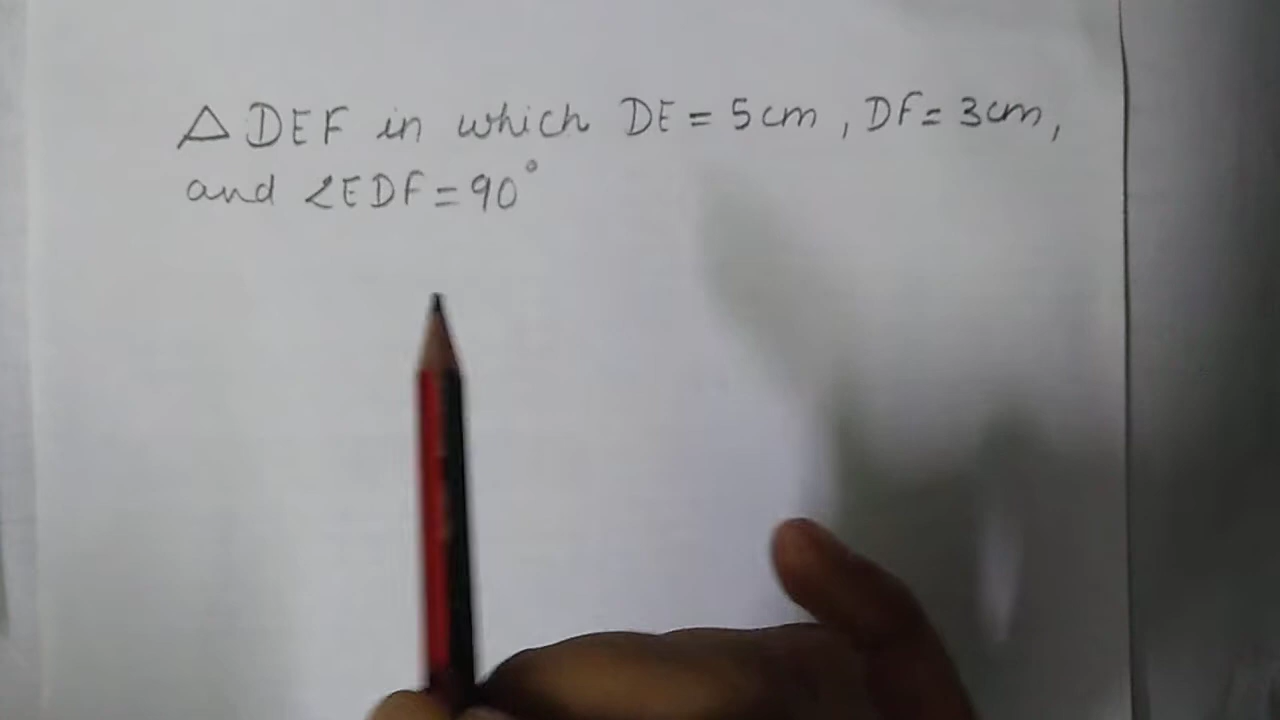 △ DEF in which DE = 5cm, DF = 3cm,
and ∠EDF = 90°